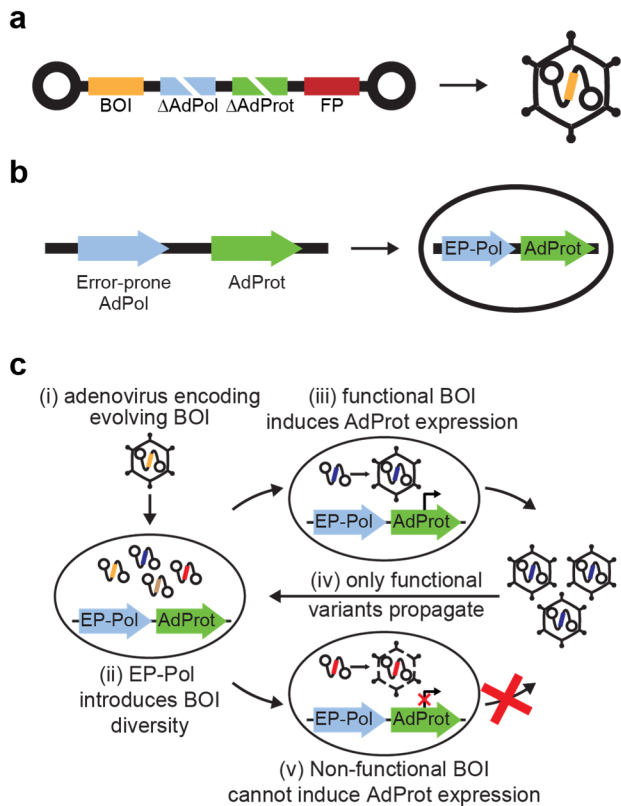 a
BOI
ΔAdPol
ΔAdProt
FP
b
Error-prone
AdPol
AdProt
EP-Pol
AdProt
c
(i) adenovirus encoding
evolving BOI
(iii) functional BOI
induces AdProt expression
EP-Pol
AdProt
EP-Pol
AdProt
(iv) only functional
variants propagate
(ii) EP-Pol
introduces BOI
diversity
EP-Pol
AdProt
(v) Non-functional BOI
cannot induce AdProt expression